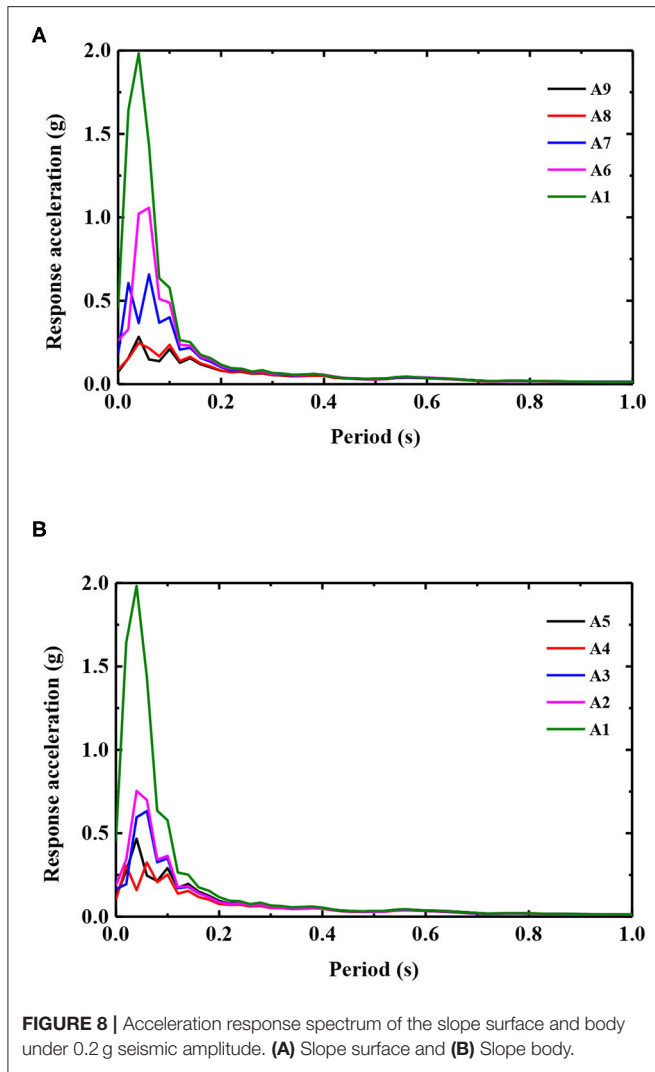 A
2.0
1.5
1.0
0.5
0.0
Response acceleration (g)
A9
A8
A7
A6
A1
0.0 0.2 0.4 0.6 0.8 1.0
Period (s)
B
2.0
1.5
1.0
0.5
0.0
Response acceleration (g)
A5
A4
A3
A2
A1
0.0 0.2 0.4 0.6 0.8 1.0
Period (s)
FIGURE 8 | Acceleration response spectrum of the slope surface and body
under 0.2 g seismic amplitude. (A) Slope surface and (B) Slope body.